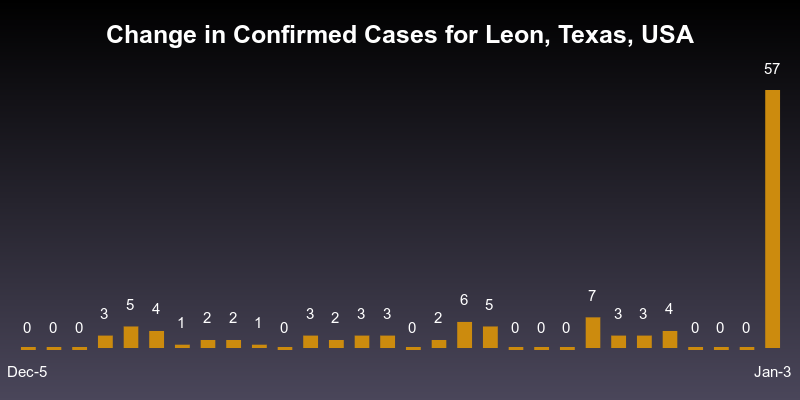 Change in Confirmed Cases for Leon, Texas, USA
57
0 0 0 3 5 4 1 2 2 1 0 3 2 3 3 0 2 6 5 0 0 0 7 3 3 4 0 0 0
Dec-5 Jan-3